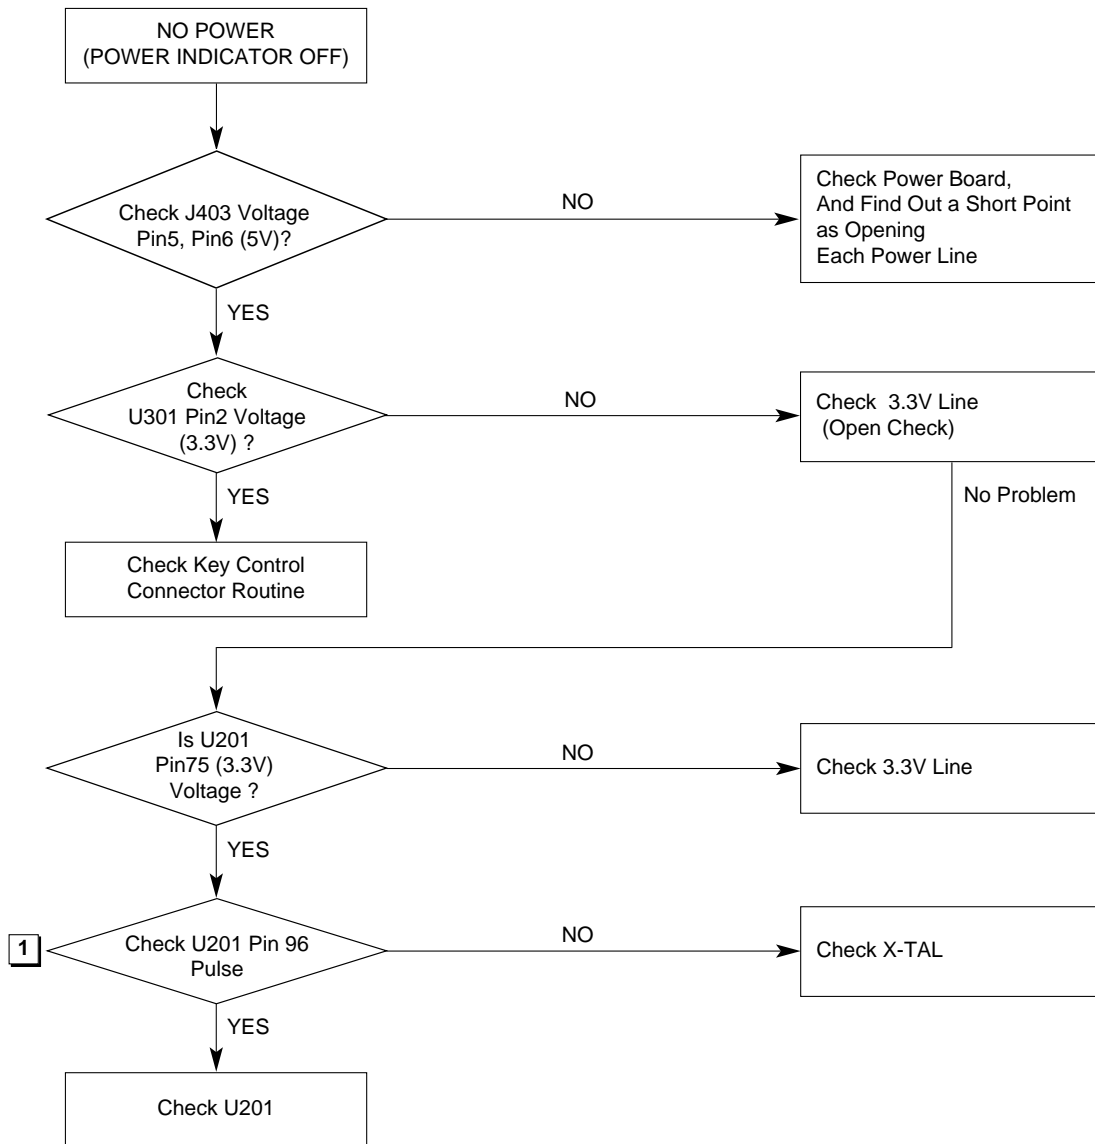 NO POWER
(POWER INDICATOR OFF)
Check J403 Voltage
Pin5, Pin6 (5V)?
NO
Check Power Board,
And Find Out a Short Point
as Opening
Each Power Line
YES
Check
U301 Pin2 Voltage
(3.3V) ?
NO
Check 3.3V Line
(Open Check)
YES
No Problem
Check Key Control
Connector Routine
Is U201
Pin75 (3.3V)
Voltage ?
NO
Check 3.3V Line
YES
1
Check U201 Pin 96
Pulse
NO
Check X-TAL
YES
Check U201